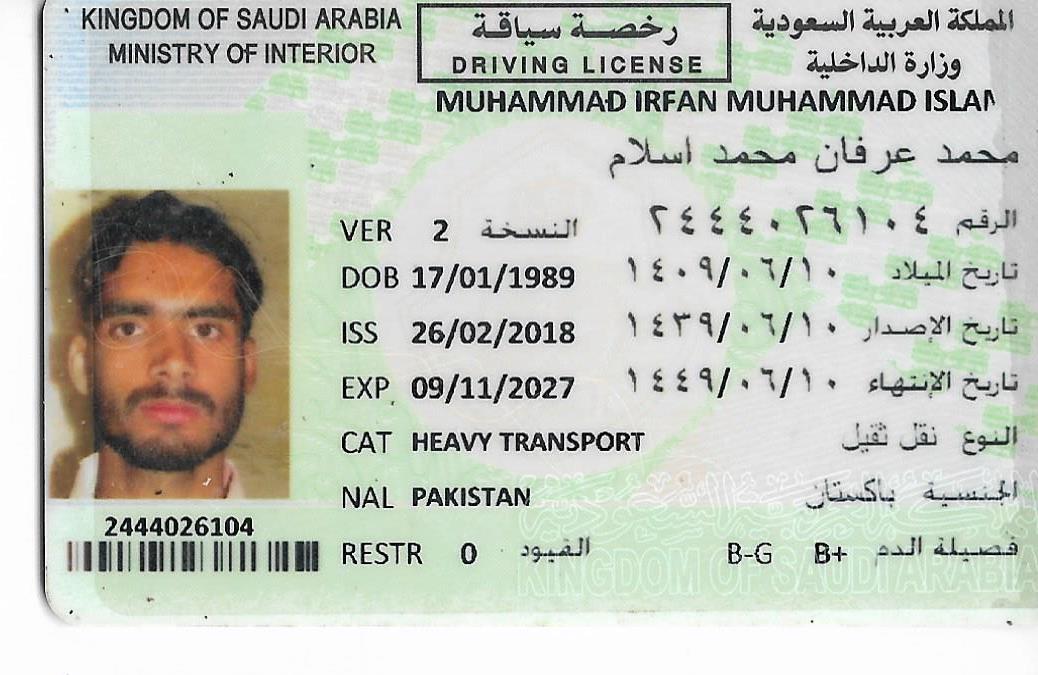 KINGDOM OF SAUDI ARABIA رخصة سياقة المملكة العربية السعودية
MINISTRY OF INTERIOR DRIVING LICENSE وزارة الداخلية
MUHAMMAD IRFAN MUHAMMAD ISLAM
محمد عرفان محمد اسلام
VER 2 النسخة ٢٤٤٤٠٢٦١٠٤ الرقم
DOB 17/01/1989 ١٤٠٩/٠٦/١٠ تاريخ الميلاد
ISS 26/02/2018 ١٤٣٩/٠٦/١٠ تاريخ الإصدار
EXP 09/11/2027 ١٤٤٩/٠٦/١٠ تاريخ الإنتهاء
CAT HEAVY TRANSPORT النوع نقل ثقيل
NAL PAKISTAN الجنسية باكستان
2444026104
RESTR 0 القيود B-G B+ فصيلة الدم
KINGDOM OF SAUDI ARABIA